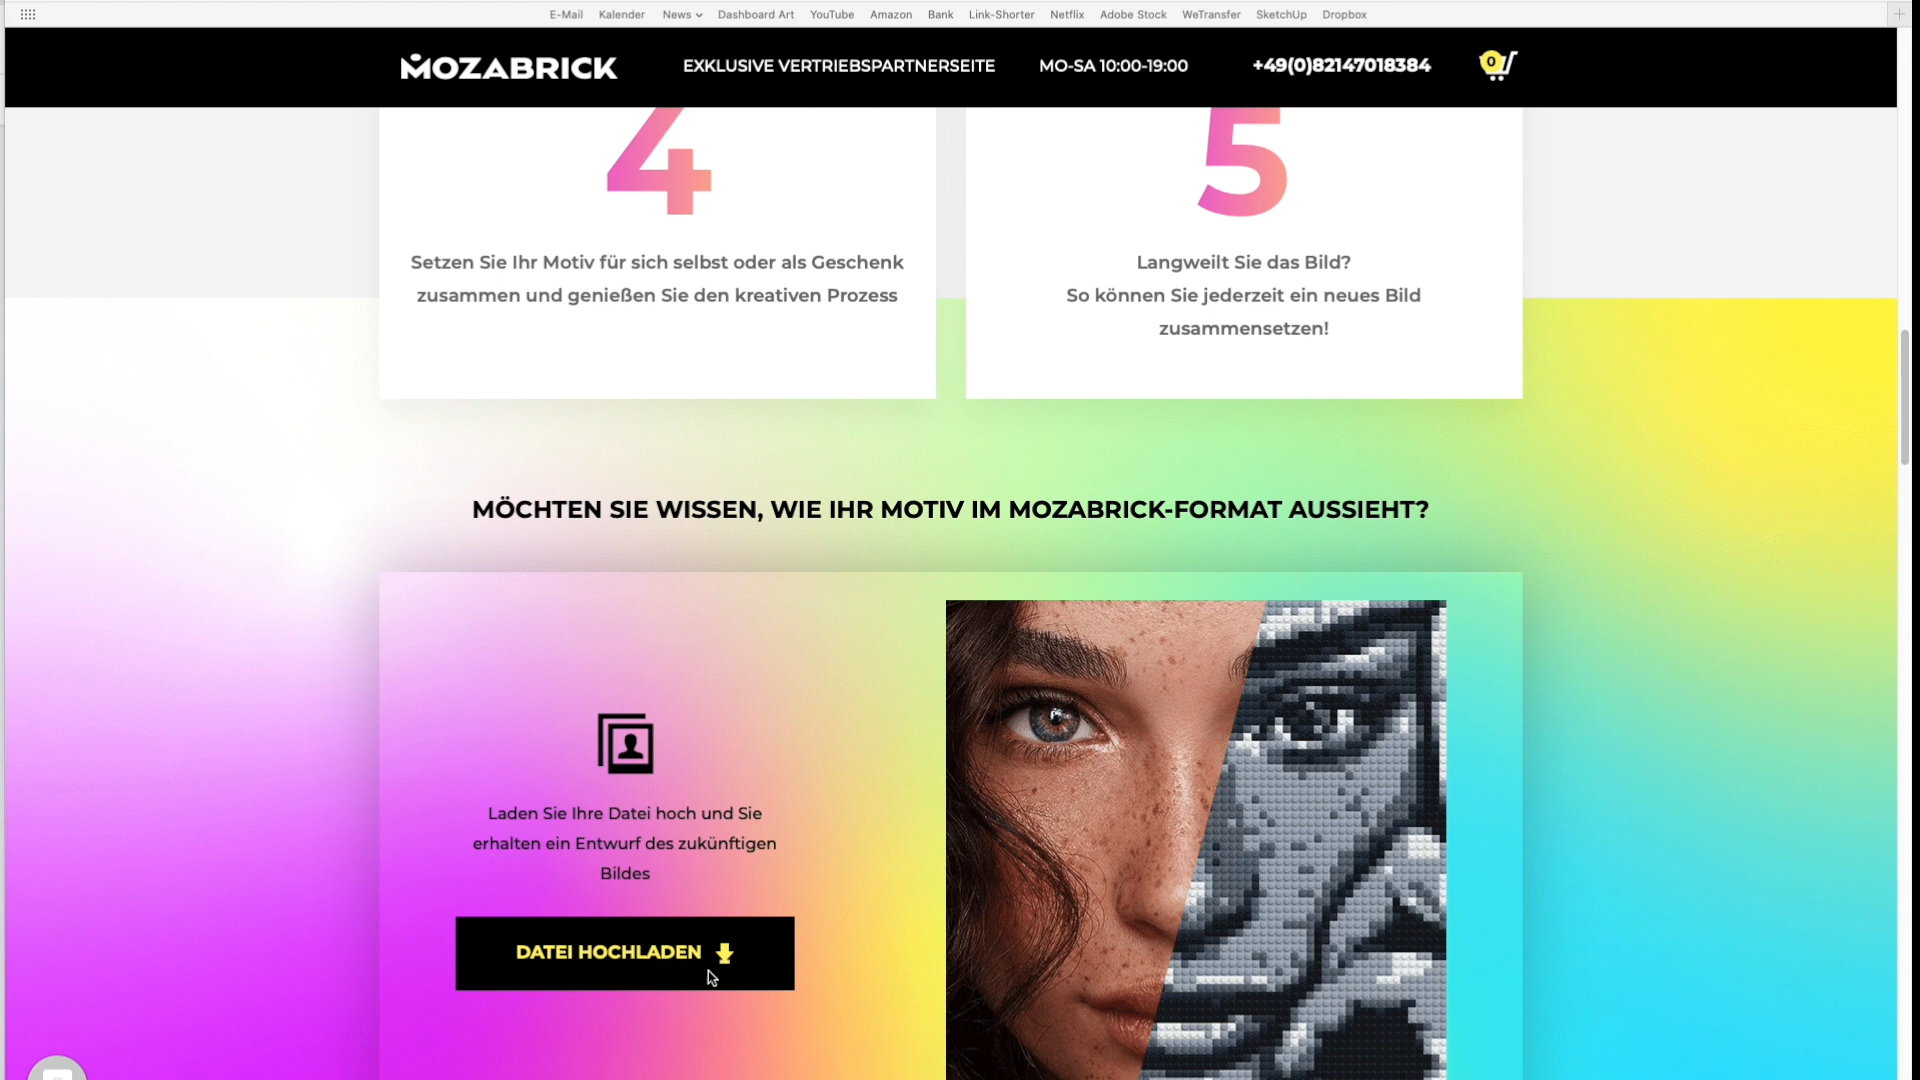 E-Mail Kalender News Dashboard Art YouTube Amazon Bank Link-Shorter Netflix Adobe Stock WeTransfer SketchUp Dropbox
MOZABRICK EXKLUSIVE VERTRIEBSPARTNERSEITE MO-SA 10:00-19:00 +49(0)82147018384 0
4
Setzen Sie Ihr Motiv für sich selbst oder als Geschenk
zusammen und genießen Sie den kreativen Prozess
5
Langweilt Sie das Bild?
So können Sie jederzeit ein neues Bild
zusammensetzen!
MÖCHTEN SIE WISSEN, WIE IHR MOTIV IM MOZABRICK-FORMAT AUSSIEHT?
Laden Sie Ihre Datei hoch und Sie
erhalten ein Entwurf des zukünftigen
Bildes
DATEI HOCHLADEN